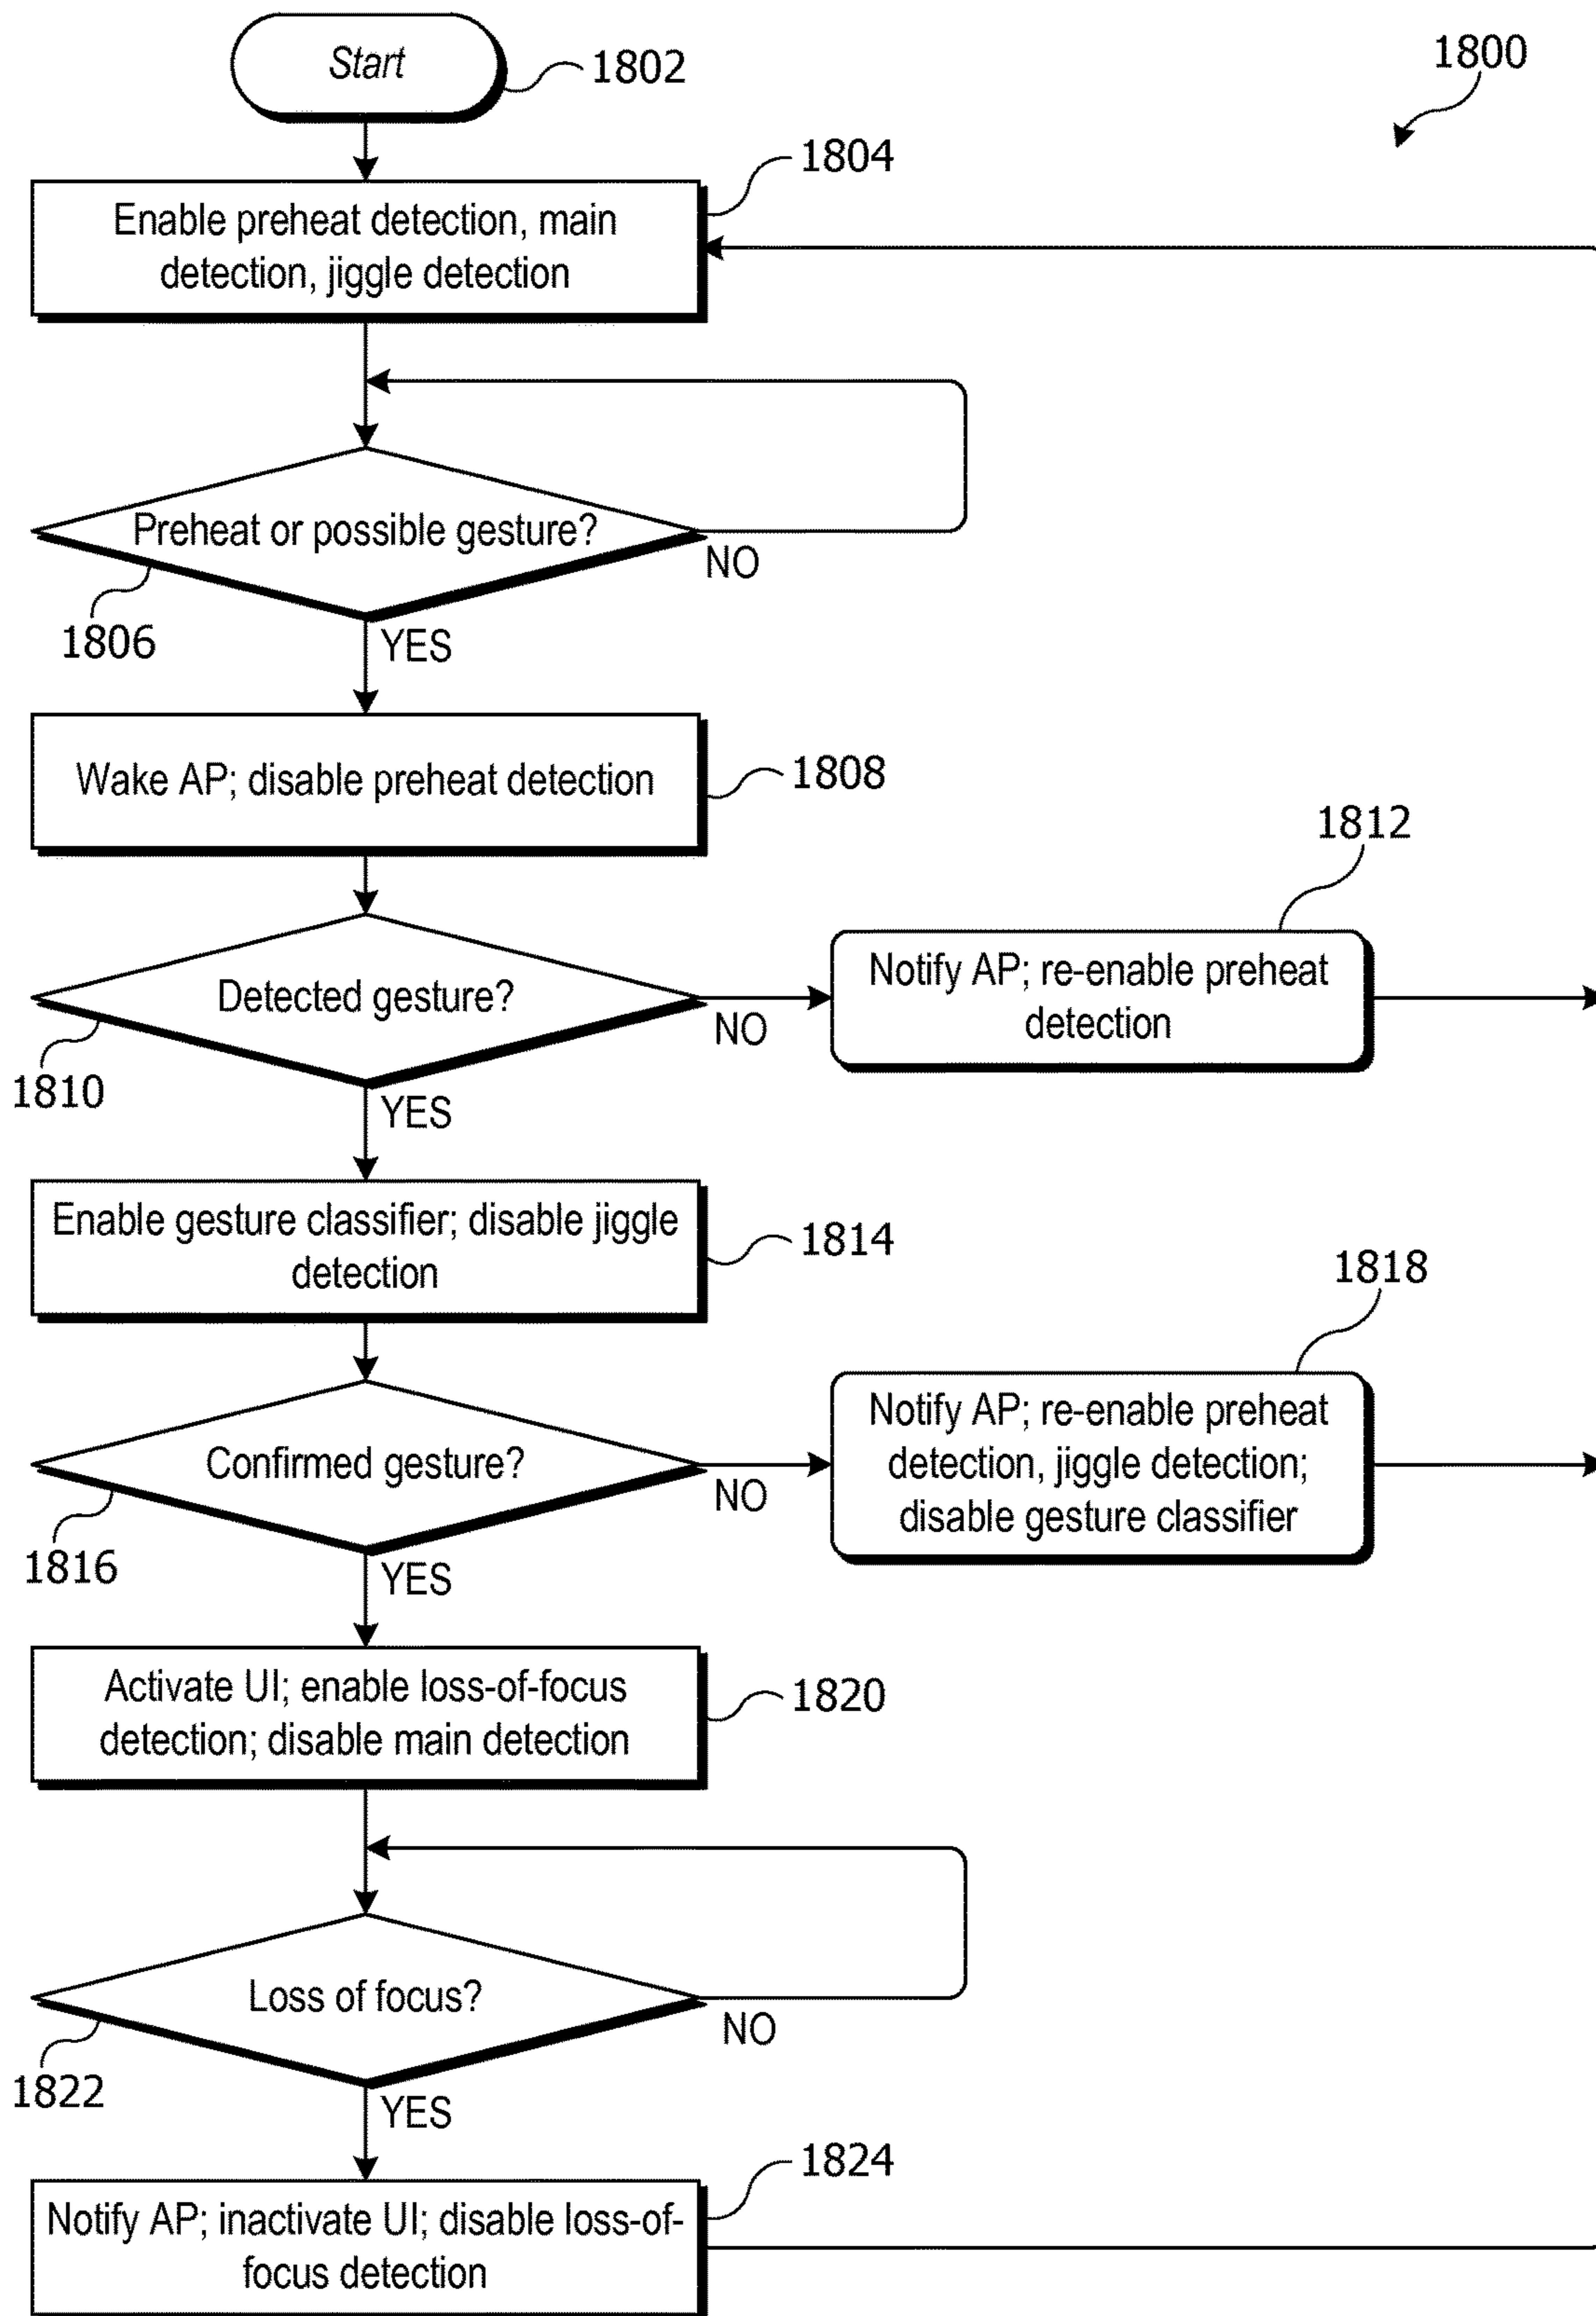 Start
1802
1800
1804
Enable preheat detection, main
detection, jiggle detection
Preheat or possible gesture?
NO
1806
YES
Wake AP; disable preheat detection
1808
1812
Detected gesture?
NO
Notify AP; re-enable preheat
detection
1810
YES
Enable gesture classifier; disable jiggle
detection
1814
1818
Confirmed gesture?
NO
Notify AP; re-enable preheat
detection, jiggle detection;
disable gesture classifier
1816
YES
Activate UI; enable loss-of-focus
detection; disable main detection
1820
Loss of focus?
NO
1822
YES
1824
Notify AP; inactivate UI; disable loss-of-
focus detection